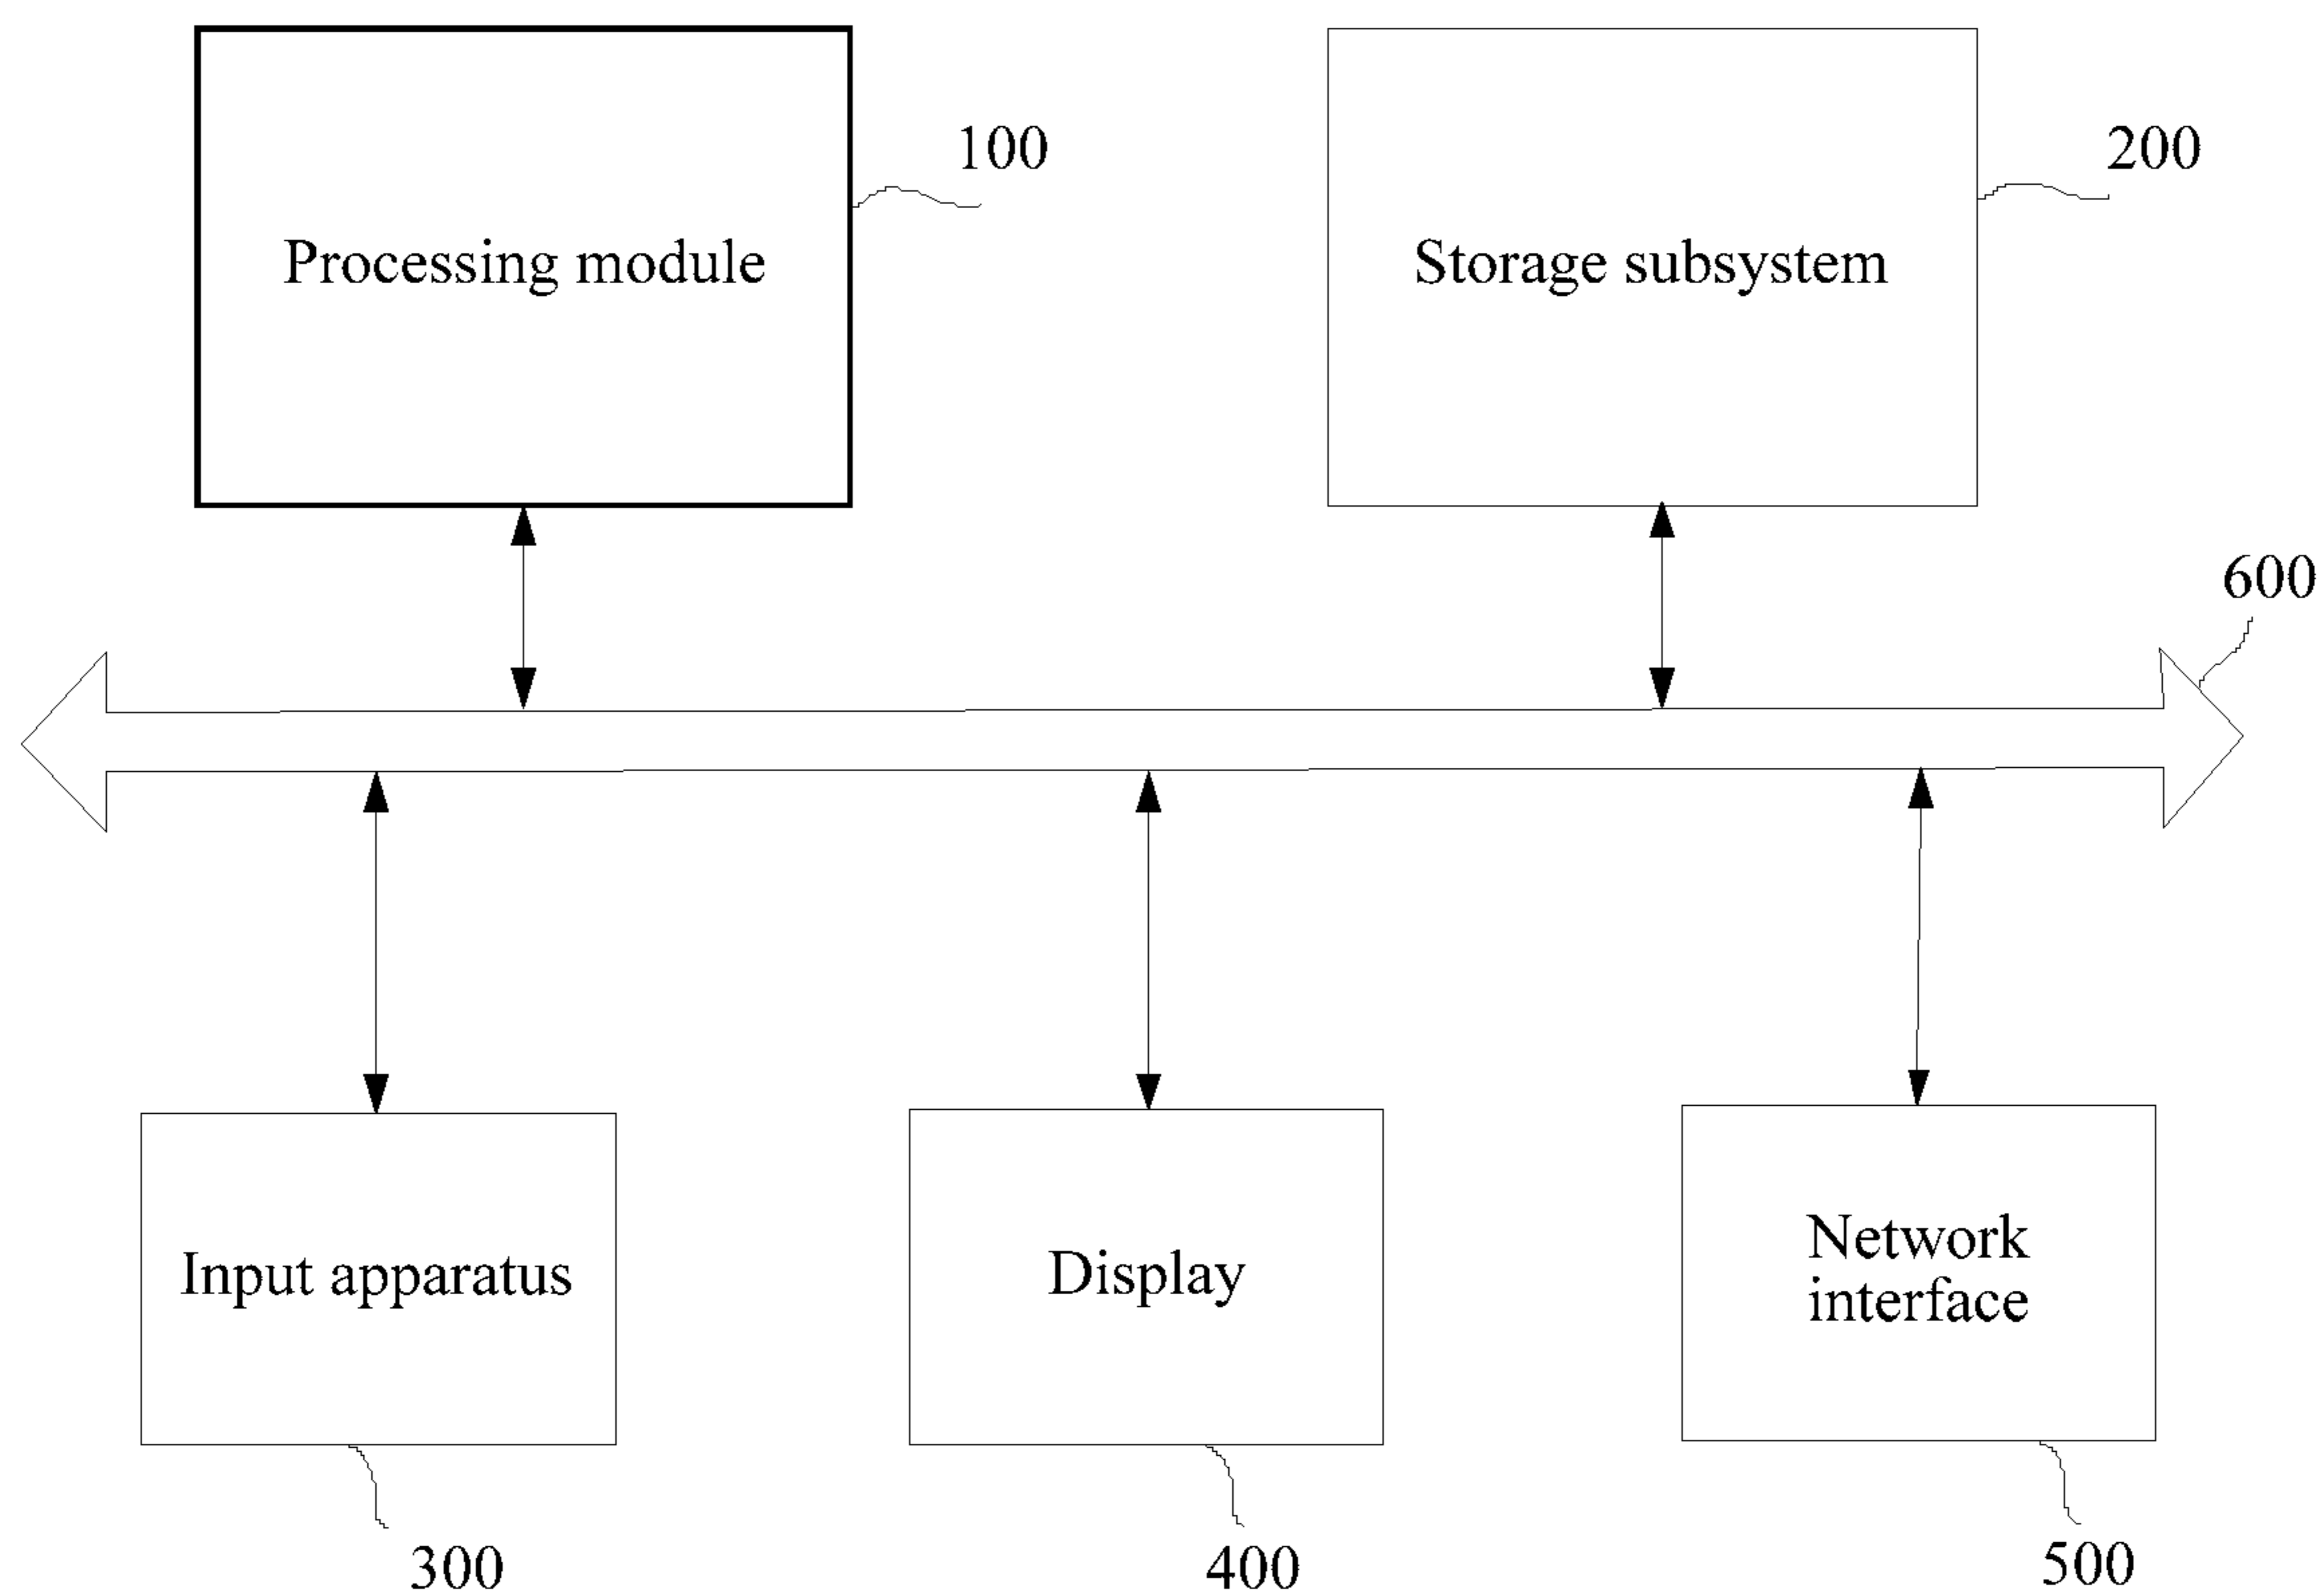 Processing module
100
Storage subsystem
200
600
Input apparatus
300
Display
400
Network
interface
500